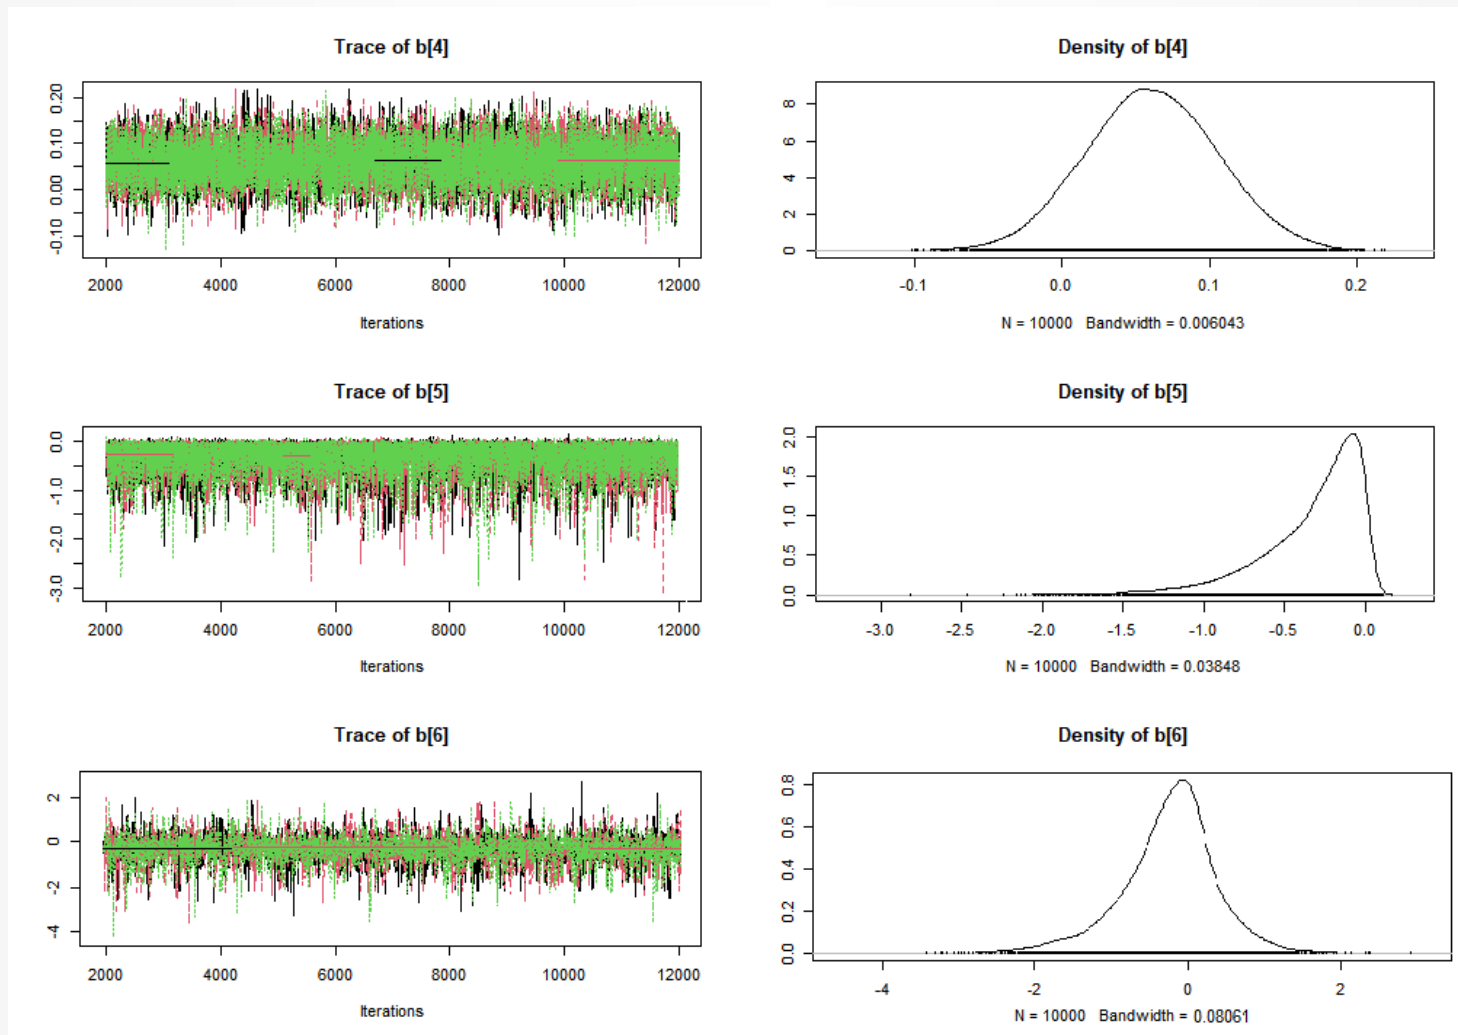 Trace of b[4]
0.20
0.10
0.00
-0.10
2000 4000 6000 8000 10000 12000
Iterations
Density of b[4]
8
6
4
2
0
-0.1 0.0 0.1 0.2
N = 10000 Bandwidth = 0.006043
Trace of b[5]
0.0
-1.0
-2.0
-3.0
2000 4000 6000 8000 10000 12000
Iterations
Density of b[5]
2.0
1.5
1.0
0.5
0.0
-3.0 -2.5 -2.0 -1.5 -1.0 -0.5 0.0
N = 10000 Bandwidth = 0.03848
Trace of b[6]
2
0
-2
-4
2000 4000 6000 8000 10000 12000
Iterations
Density of b[6]
0.8
0.6
0.4
0.2
0.0
-4 -2 0 2
N = 10000 Bandwidth = 0.08061